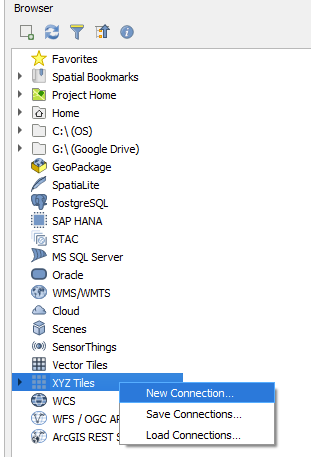 Browser
Favorites
Spatial Bookmarks
Project Home
Home
C:\ (OS)
G:\ (Google Drive)
GeoPackage
SpatiaLite
PostgreSQL
SAP HANA
STAC
MS SQL Server
Oracle
WMS/WMTS
Cloud
Scenes
SensorThings
Vector Tiles
XYZ Tiles
New Connection...
WCS
Save Connections...
WFS / OGC
ArcGIS REST
Load Connections...